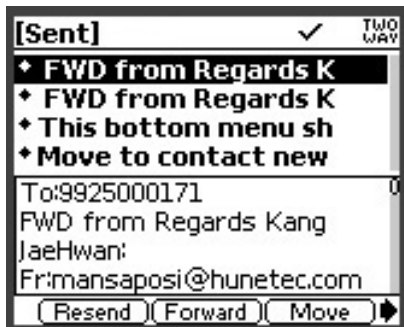 [Sent] ✓ TWO WAY
◆ FWD from Regards K
◆ FWD from Regards K
◆ This bottom menu sh
◆ Move to contact new
To:9925000171
FWD from Regards Kang
JaeHwan:
Fr:mansaposi@hunetec.com
Resend Forward Move